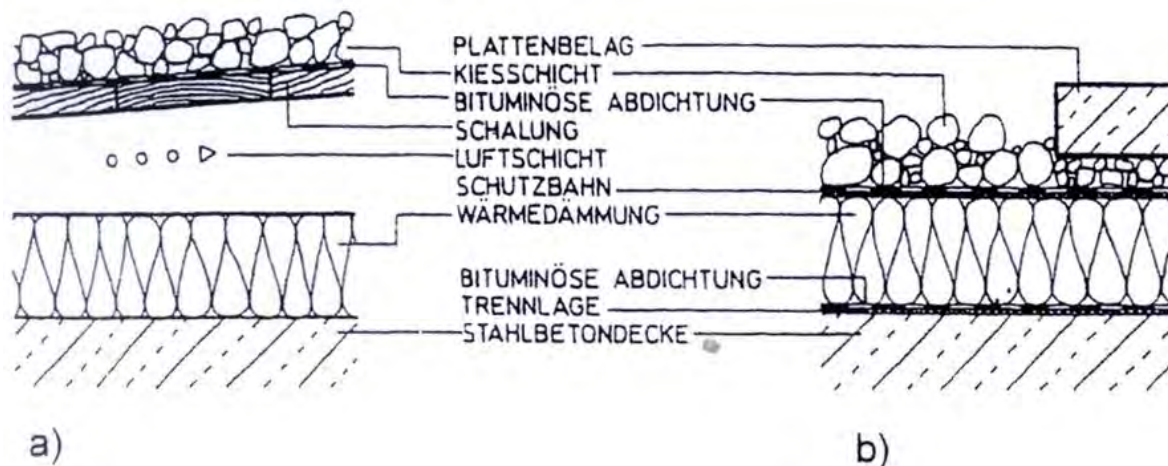 PLATTENBELAG
KIESSCHICHT
BITUMINÖSE ABDICHTUNG
SCHALUNG
LUFTSCHICHT
SCHUTZBAHN
WÄRMEDÄMMUNG
BITUMINÖSE ABDICHTUNG
TRENNLAGE
STAHLBETONDECKE
a)
b)